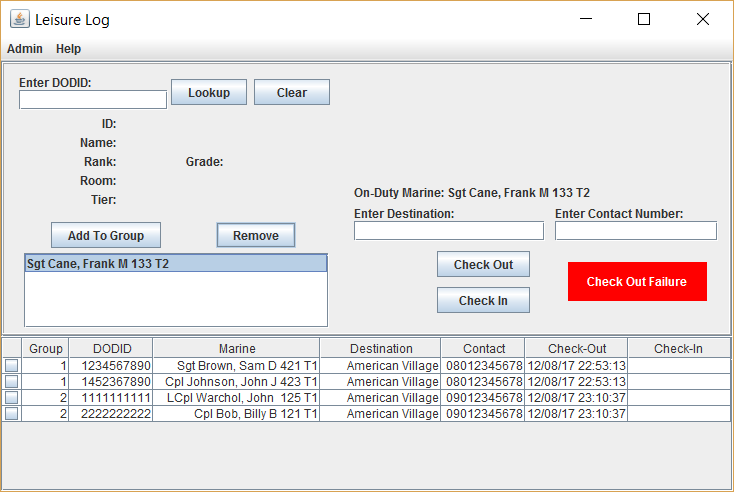 Leisure Log
Admin Help
Enter DODID:
Lookup Clear
ID:
Name:
Rank: Grade:
Room:
Tier:
On-Duty Marine: Sgt Cane, Frank M 133 T2
Enter Destination: Enter Contact Number:
Add To Group Remove
Sgt Cane, Frank M 133 T2
Check Out
Check In
Check Out Failure
Group DODID Marine Destination Contact Check-Out Check-In
1 1234567890 Sgt Brown, Sam D 421 T1 American Village 08012345678 12/08/17 22:53:13
1 1452367890 Cpl Johnson, John J 423 T1 American Village 08012345678 12/08/17 22:53:13
2 1111111111 LCpl Warchol, John  125 T1 American Village 09012345678 12/08/17 23:10:37
2 2222222222 Cpl Bob, Billy B 121 T1 American Village 09012345678 12/08/17 23:10:37